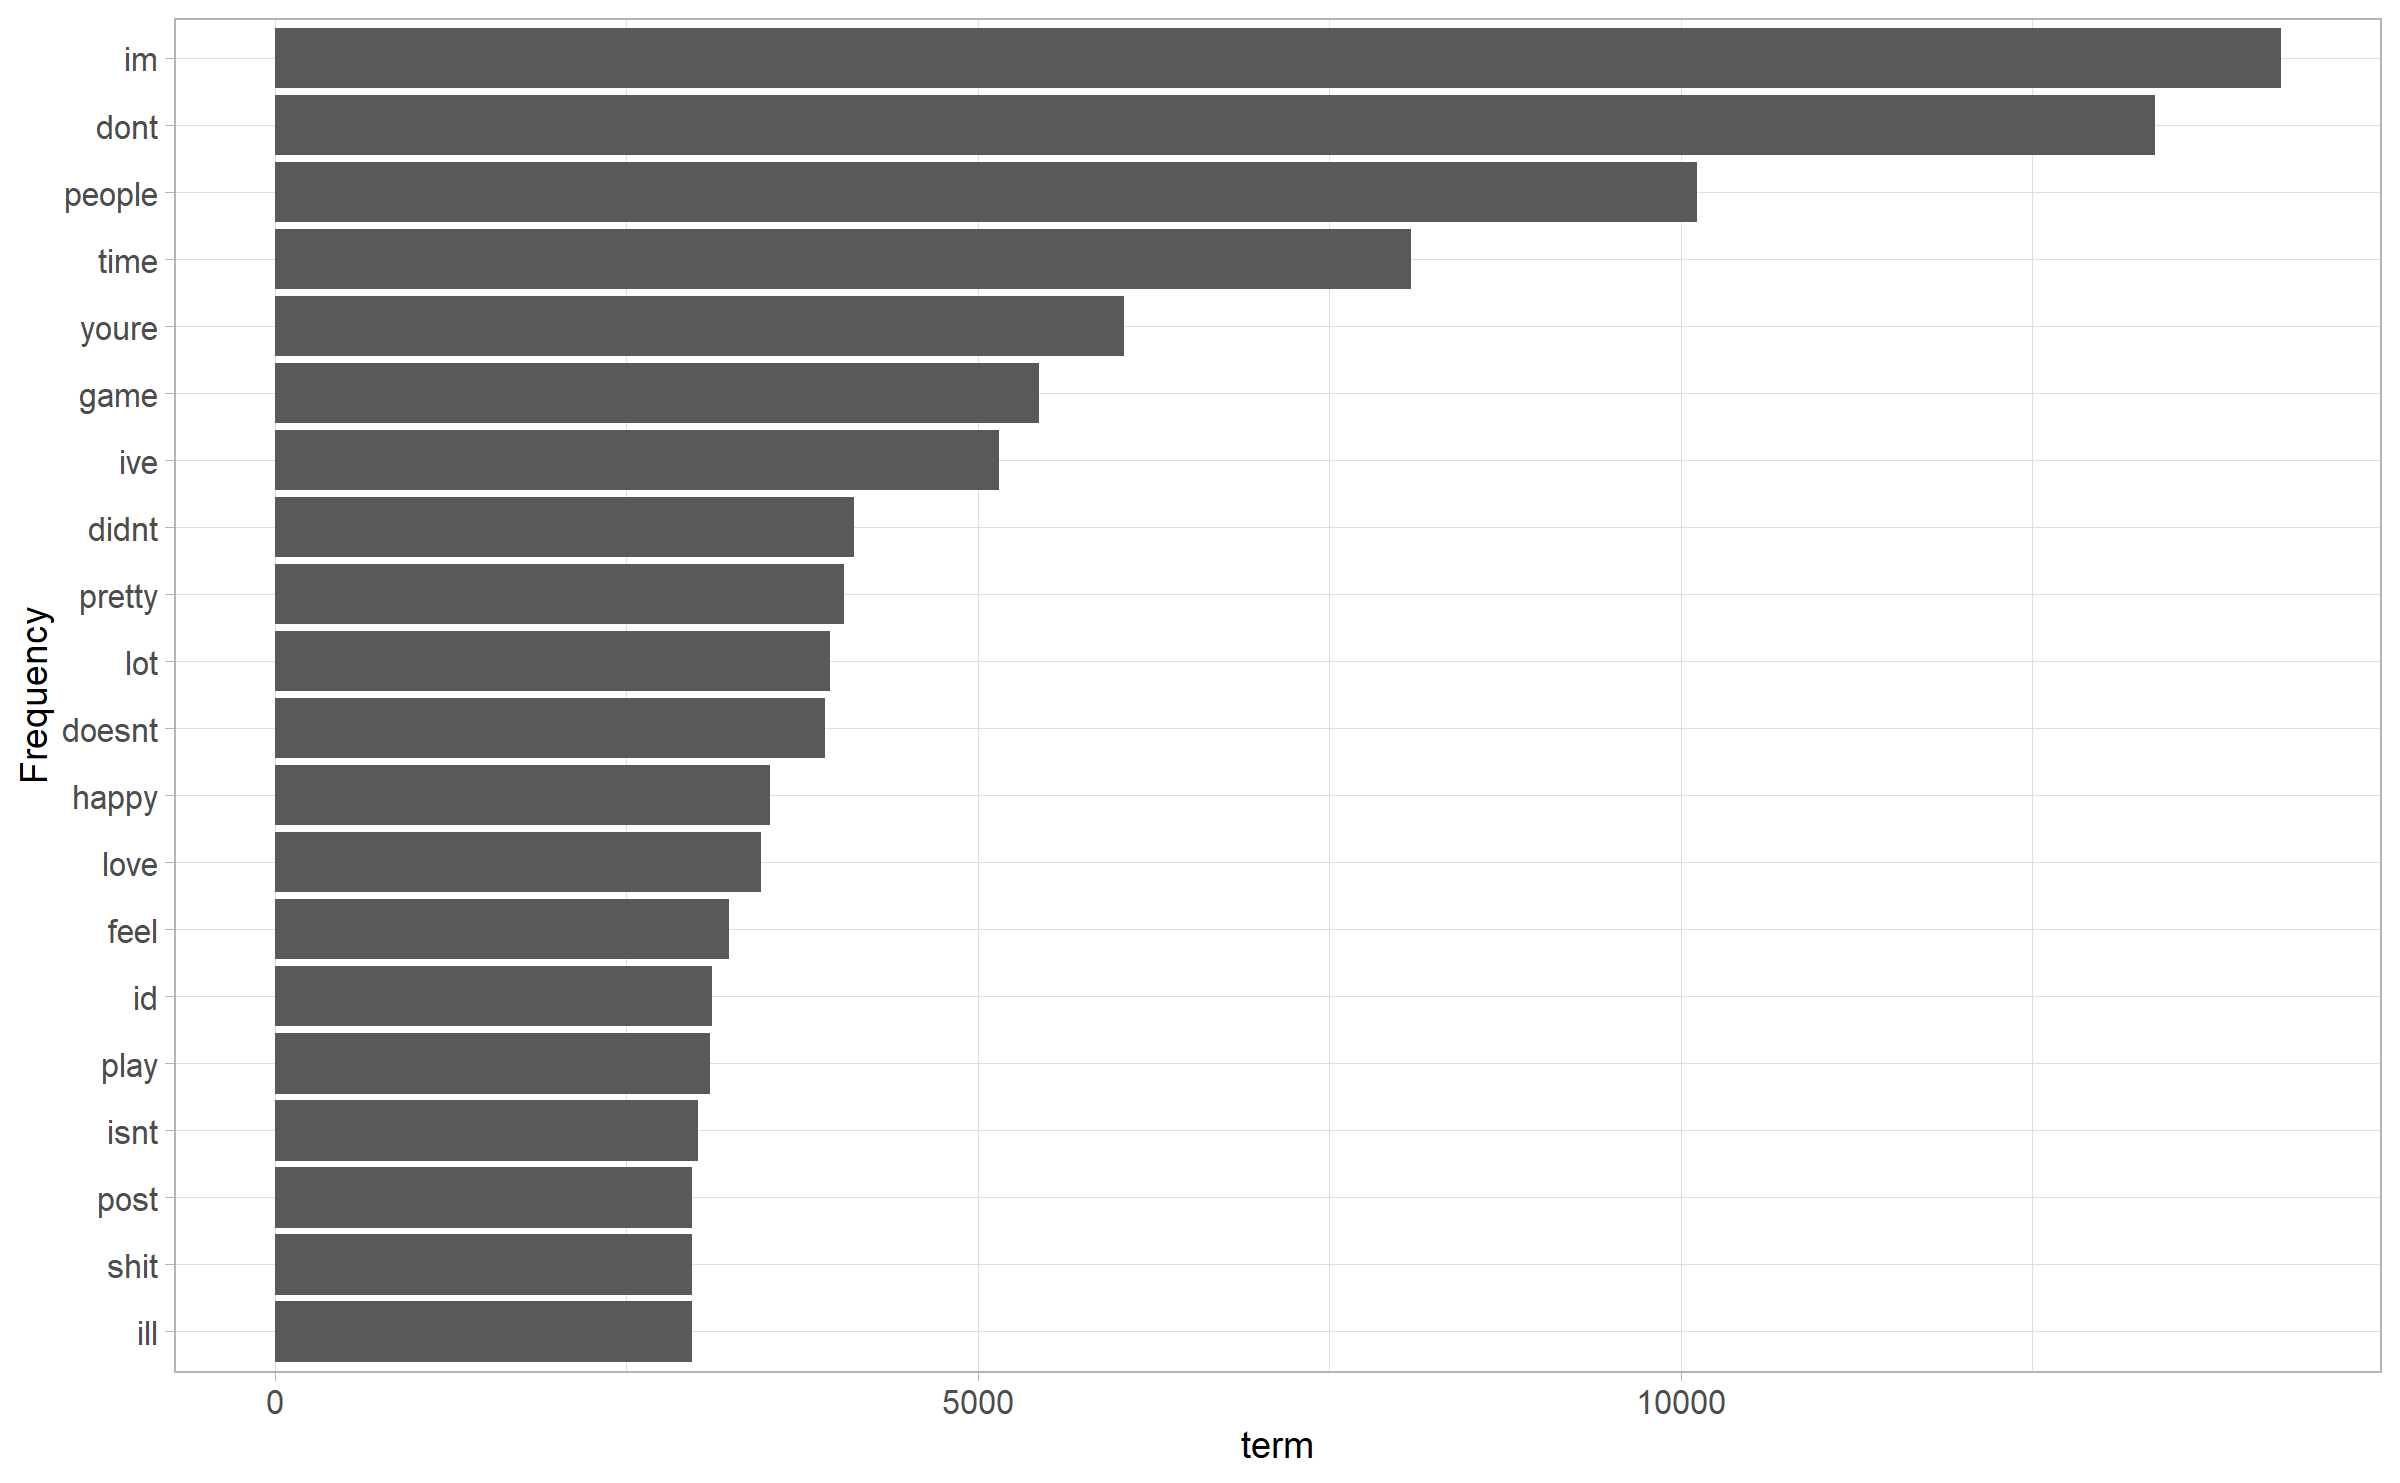 im
dont
people
time
youre
game
ive
didnt
pretty
lot
doesnt
happy
love
feel
id
play
isnt
post
shit
ill
Frequency
0 5000 10000
term